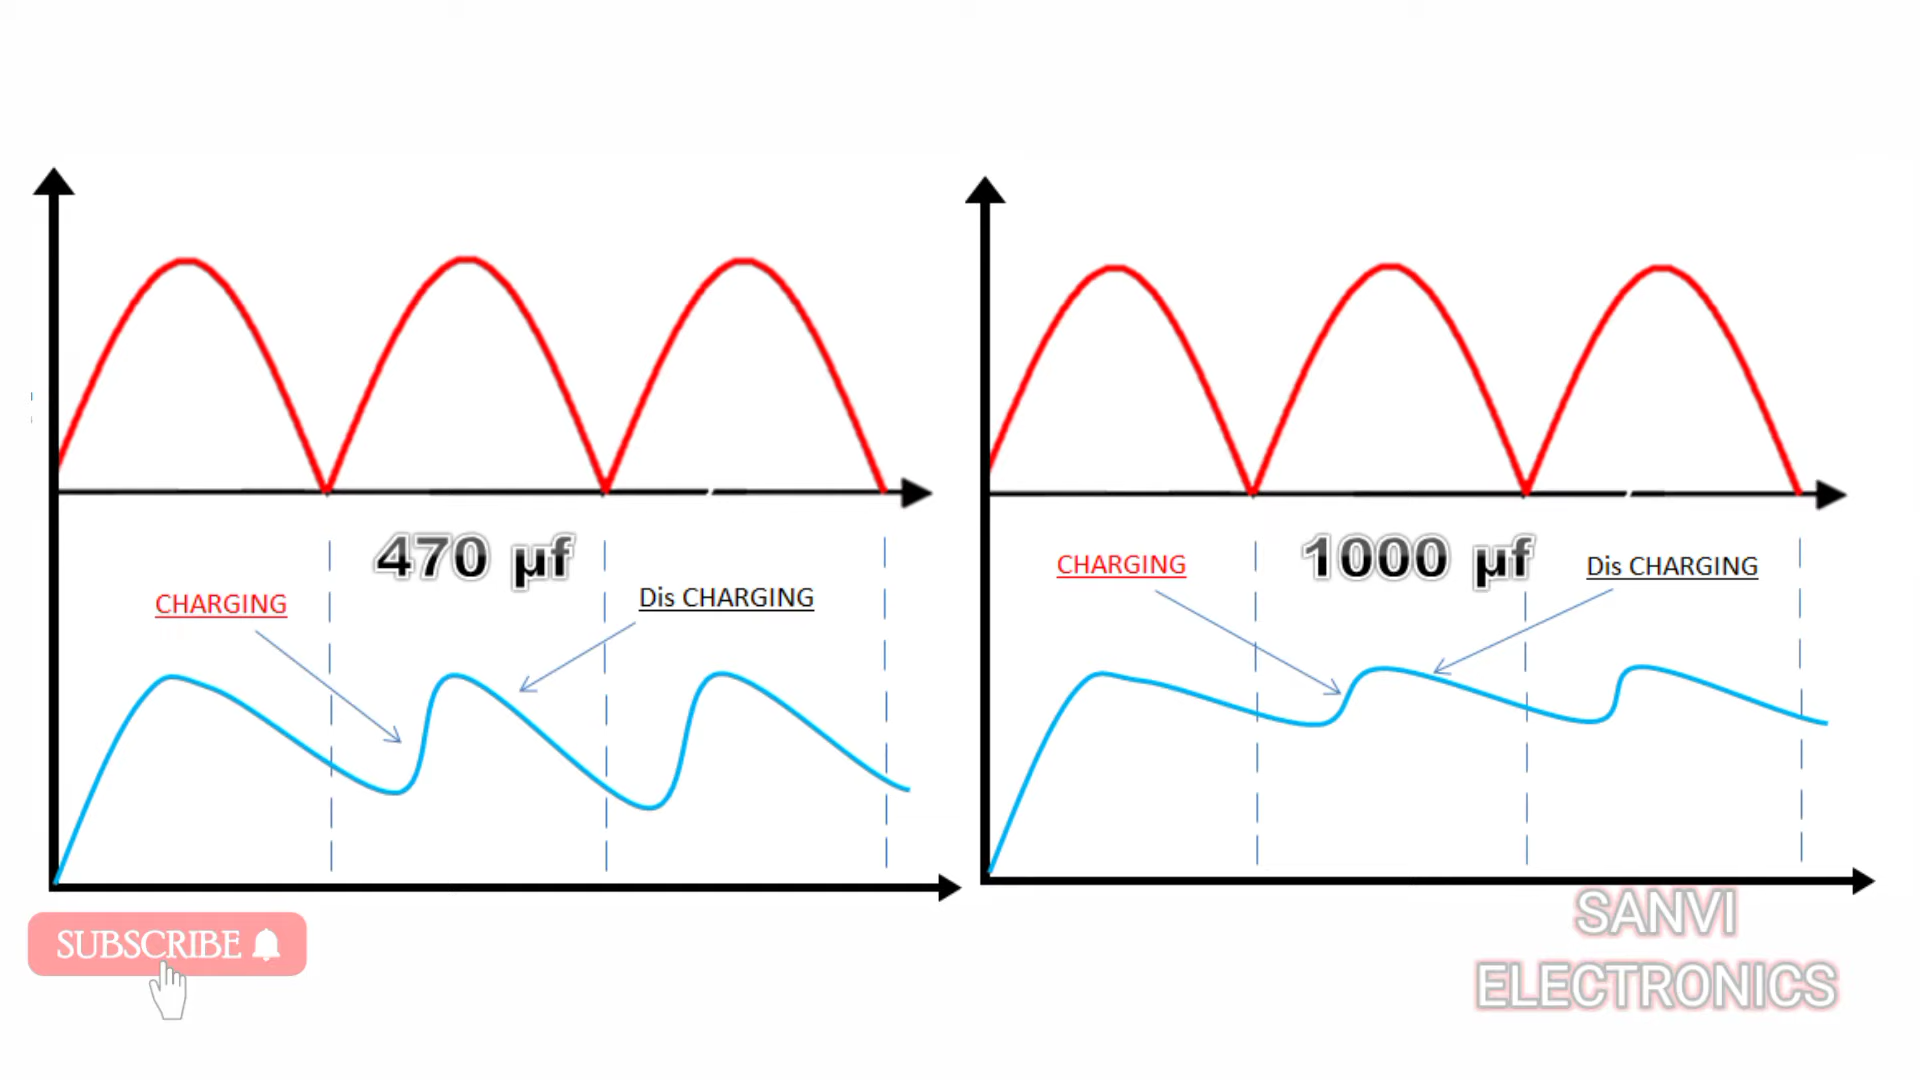 470 µf
CHARGING
Dis CHARGING
1000 µf
CHARGING
Dis CHARGING
SUBSCRIBE
SANVI
ELECTRONICS